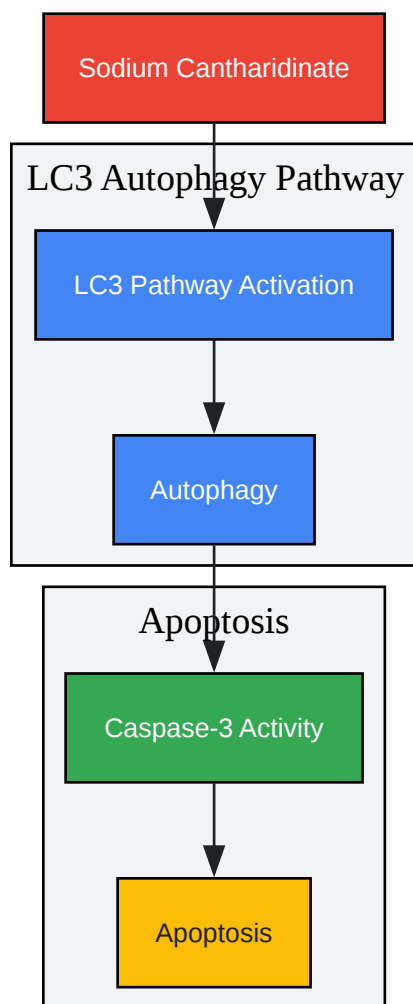 Sodium Cantharidinate
LC3 Autophagy Pathway
LC3 Pathway Activation
Autophagy
Apoptosis
Caspase-3 Activity
Apoptosis